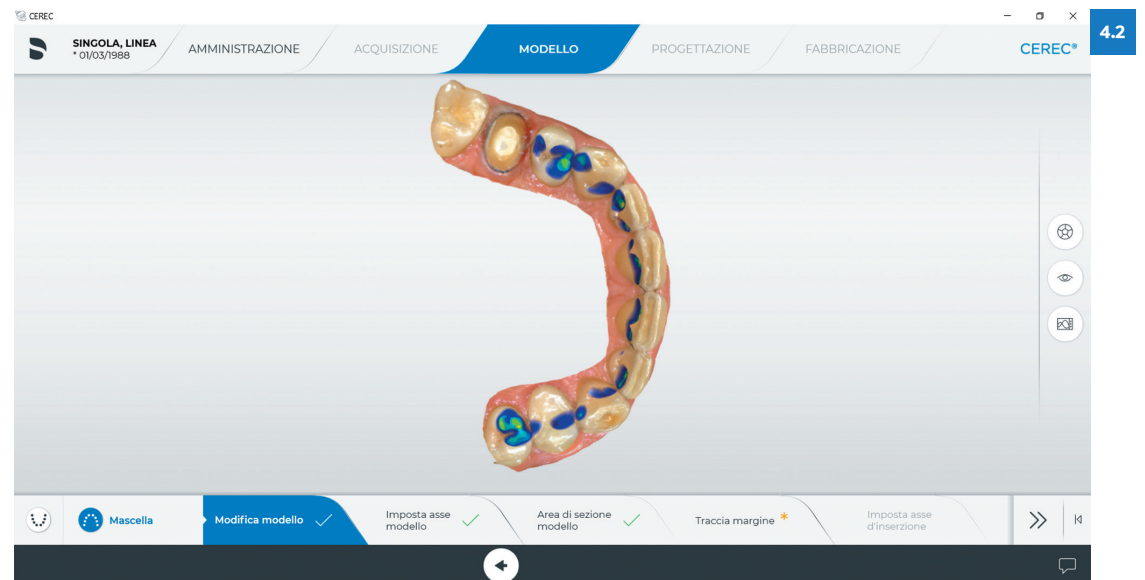 CEREC
4.2
SINGOLA, LINEA
* 01/03/1988
AMMINISTRAZIONE
ACQUISIZIONE
MODELLO
PROGETTAZIONE
FABBRICAZIONE
CEREC®
Mascella
Modifica modello
Imposta asse
modello
Area di sezione
modello
Traccia margine *
Imposta asse
d'inserzione